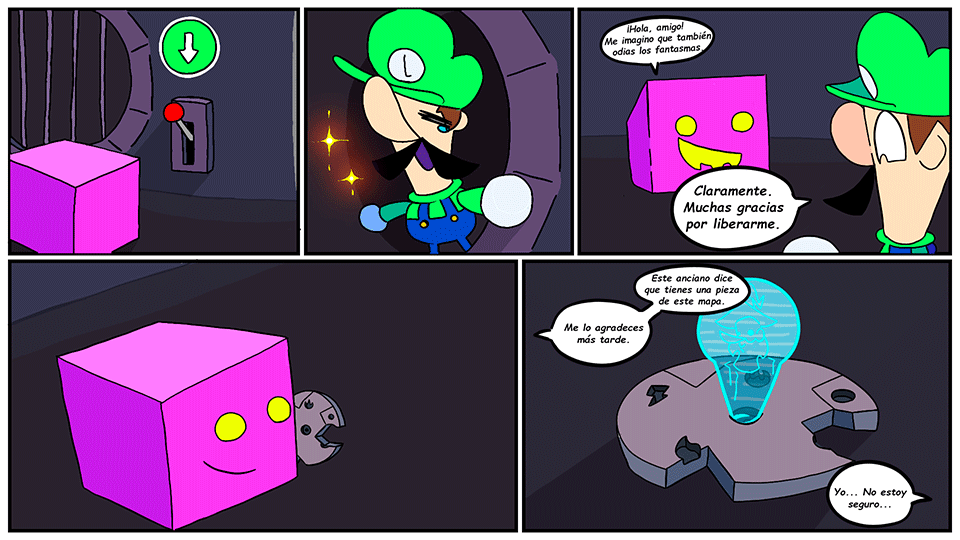 L
¡Hola, amigo!
Me imagino que también
odias los fantasmas.
Claramente.
Muchas gracias
por liberarme.
Este anciano dice
que tienes una pieza
de este mapa.
Me lo agradeces
más tarde.
Yo... No estoy
seguro...